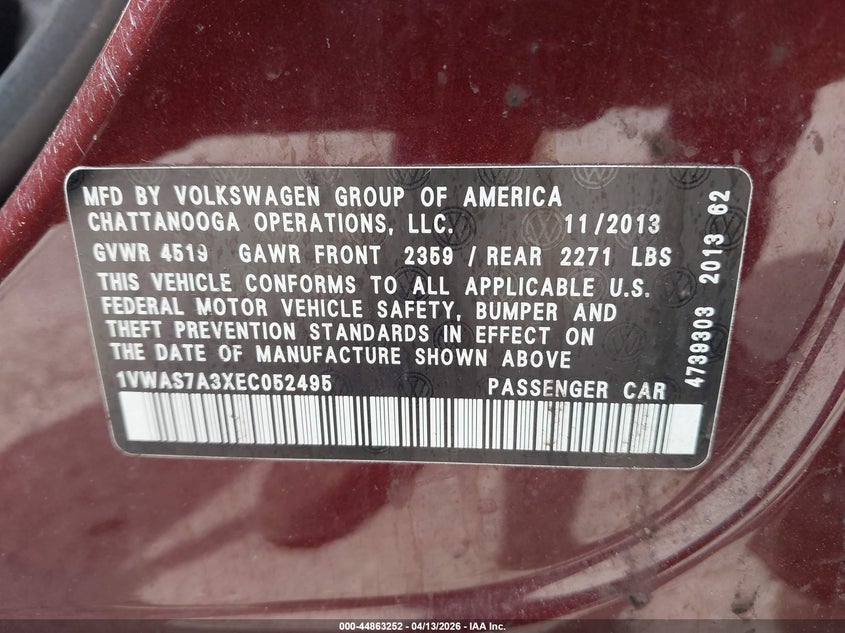 MFD BY VOLKSWAGEN GROUP OF AMERICA
CHATTANOOGA OPERATIONS, LLC. 11/2013
GVWR 4519 GAWR FRONT 2359 / REAR 2271 LBS
THIS VEHICLE CONFORMS TO ALL APPLICABLE U.S.
FEDERAL MOTOR VEHICLE SAFETY, BUMPER AND
THEFT PREVENTION STANDARDS IN EFFECT ON
THE DATE OF MANUFACTURE SHOWN ABOVE
1VWAS7A3XEC052495 PASSENGER CAR
4739303 2013 62
000-44863252 - 04/13/2026 - IAA Inc.